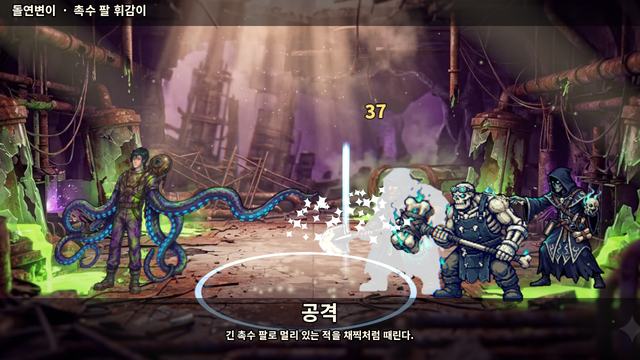 돌연변이 · 촉수 팔 휘감이
37
공격
긴 촉수 팔로 멀리 있는 적을 채찍처럼 때린다.